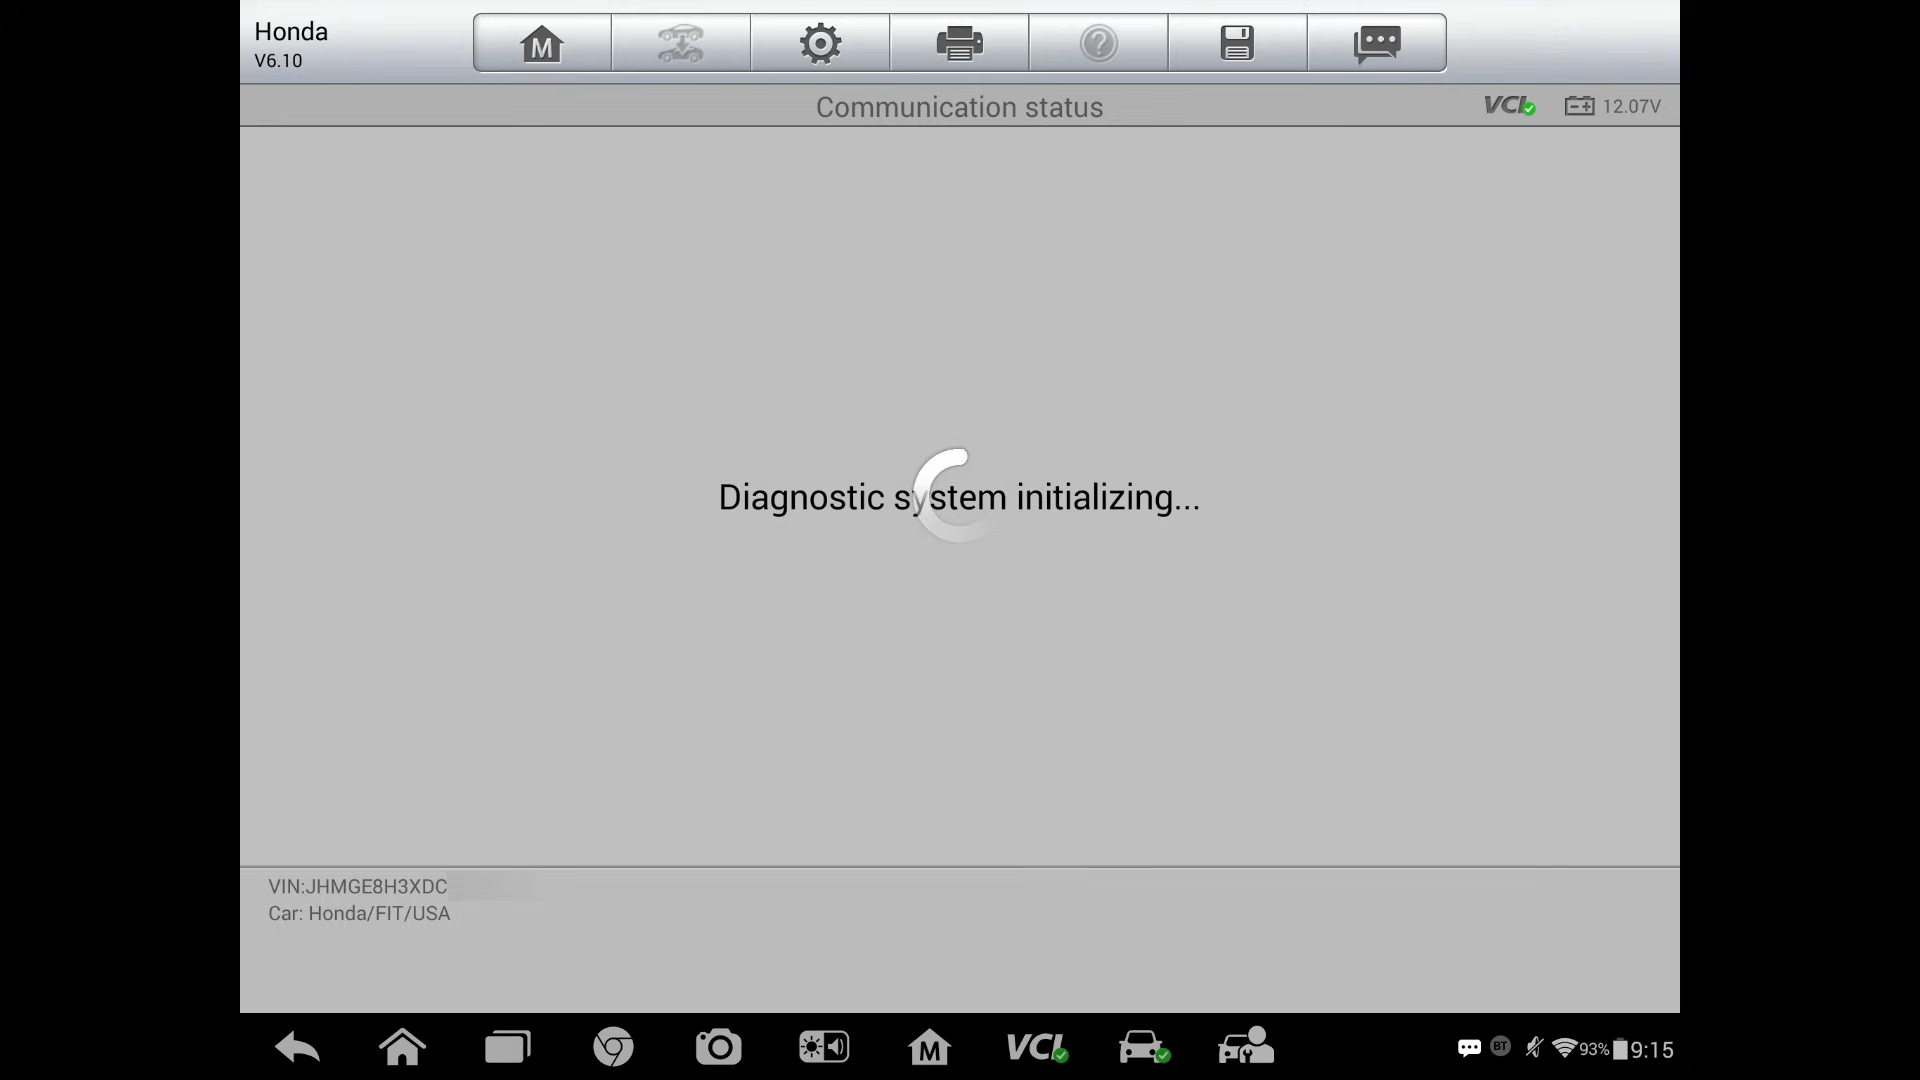 Honda
V6.10
M
Communication status
VCI
12.07V
Diagnostic system initializing...
VIN:JHMGE8H3XDC
Car: Honda/FIT/USA
M
VCI
BT
93%
9:15